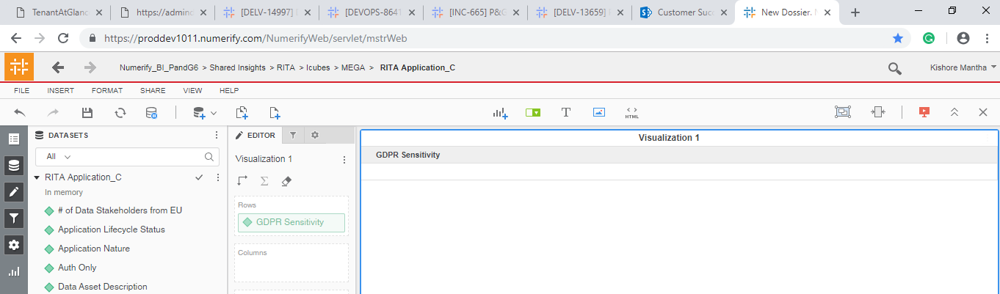 TenantAtGlanc
https://adminc
[DELV-14997]
[DEVOPS-8641
[INC-665] P&G
[DELV-13659]
Customer Succ
New Dossier.
https://proddev1011.numerify.com/NumerifyWeb/servlet/mstrWeb
Numerify_BI_PandG6 > Shared Insights > RITA > Icubes > MEGA > RITA Application_C
Kishore Mantha
FILE INSERT FORMAT SHARE VIEW HELP
HTML
DATASETS
All
RITA Application_C
In memory
# of Data Stakeholders from EU
Application Lifecycle Status
Application Nature
Auth Only
Data Asset Description
EDITOR
Visualization 1
Rows
GDPR Sensitivity
Columns
Visualization 1
GDPR Sensitivity